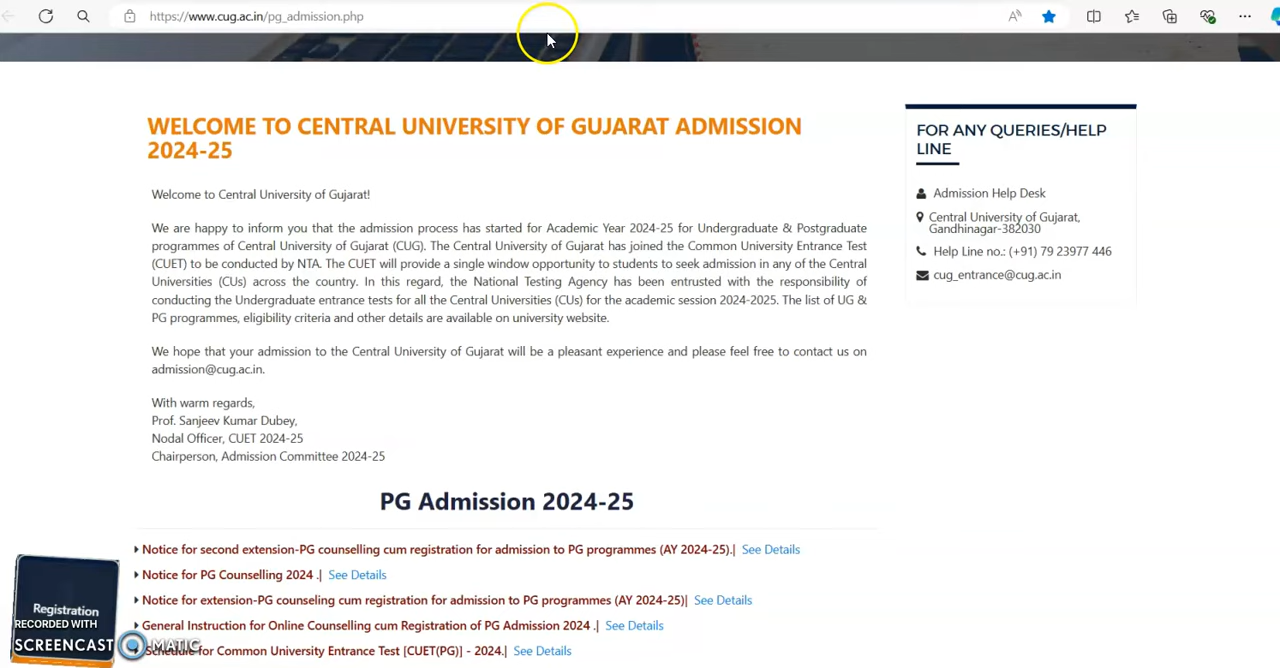 https://www.cug.ac.in/pg_admission.php
WELCOME TO CENTRAL UNIVERSITY OF GUJARAT ADMISSION
2024-25
Welcome to Central University of Gujarat!
We are happy to inform you that the admission process has started for Academic Year 2024-25 for Undergraduate & Postgraduate
programmes of Central University of Gujarat (CUG). The Central University of Gujarat has joined the Common University Entrance Test
(CUET) to be conducted by NTA. The CUET will provide a single window opportunity to students to seek admission in any of the Central
Universities (CUs) across the country. In this regard, the National Testing Agency has been entrusted with the responsibility of
conducting the Undergraduate entrance tests for all the Central Universities (CUs) for the academic session 2024-2025. The list of UG &
PG programmes, eligibility criteria and other details are available on university website.
We hope that your admission to the Central University of Gujarat will be a pleasant experience and please feel free to contact us on
admission@cug.ac.in.
With warm regards,
Prof. Sanjeev Kumar Dubey,
Nodal Officer, CUET 2024-25
Chairperson, Admission Committee 2024-25
FOR ANY QUERIES/HELP
LINE
Admission Help Desk
Central University of Gujarat,
Gandhinagar-382030
Help Line no.: (+91) 79 23977 446
cug_entrance@cug.ac.in
PG Admission 2024-25
Notice for second extension-PG counselling cum registration for admission to PG programmes (AY 2024-25).| See Details
Notice for PG Counselling 2024 .| See Details
Notice for extension-PG counseling cum registration for admission to PG programmes (AY 2024-25)| See Details
General Instruction for Online Counselling cum Registration of PG Admission 2024 .| See Details
Schedule for Common University Entrance Test [CUET(PG)] - 2024.| See Details
Registration
RECORDED WITH
SCREENCAST MATIC